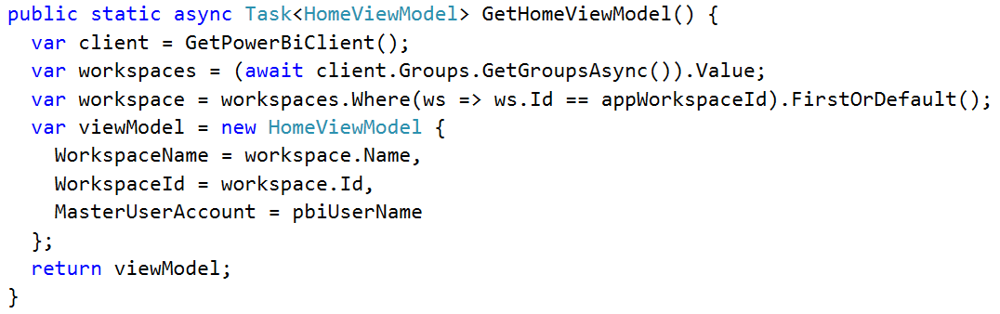 public static async Task<HomeViewModel> GetHomeViewModel() {
  var client = GetPowerBiClient();
  var workspaces = (await client.Groups.GetGroupsAsync()).Value;
  var workspace = workspaces.Where(ws => ws.Id == appWorkspaceId).FirstOrDefault();
  var viewModel = new HomeViewModel {
    WorkspaceName = workspace.Name,
    WorkspaceId = workspace.Id,
    MasterUserAccount = pbiUserName
  };
  return viewModel;
}